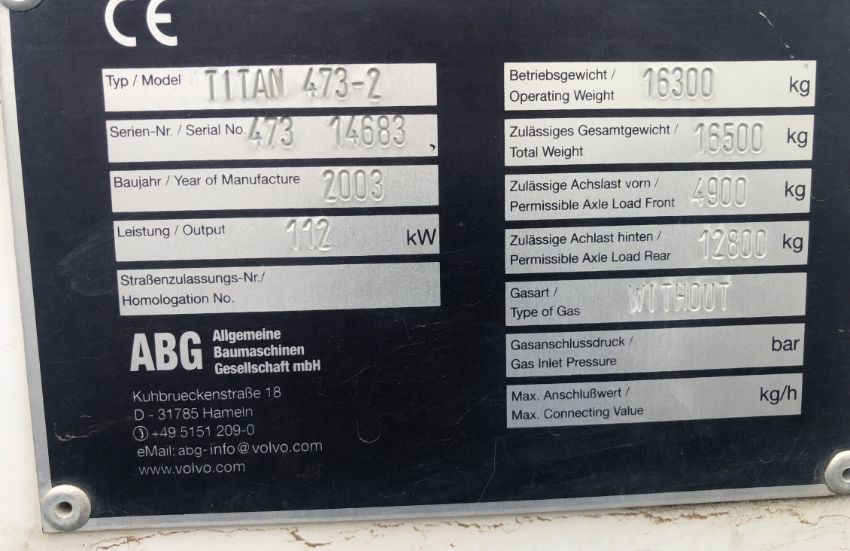 CE
Typ / Model TITAN 473-2
Serien-Nr. / Serial No. 473 14683
Baujahr / Year of Manufacture 2003
Leistung / Output 112 kW
Straßenzulassungs-Nr./
Homologation No.
ABG Allgemeine
Baumaschinen
Gesellschaft mbH
Kuhbrueckenstraße 18
D - 31785 Hameln
+49 5151 209-0
eMail: abg-info@volvo.com
www.volvo.com
Betriebsgewicht /
Operating Weight 16300 kg
Zulässiges Gesamtgewicht /
Total Weight 16500 kg
Zulässige Achslast vorn /
Permissible Axle Load Front 4900 kg
Zulässige Achlast hinten /
Permissible Axle Load Rear 12800 kg
Gasart /
Type of Gas WITHOUT
Gasanschlussdruck /
Gas Inlet Pressure bar
Max. Anschlußwert /
Max. Connecting Value kg/h